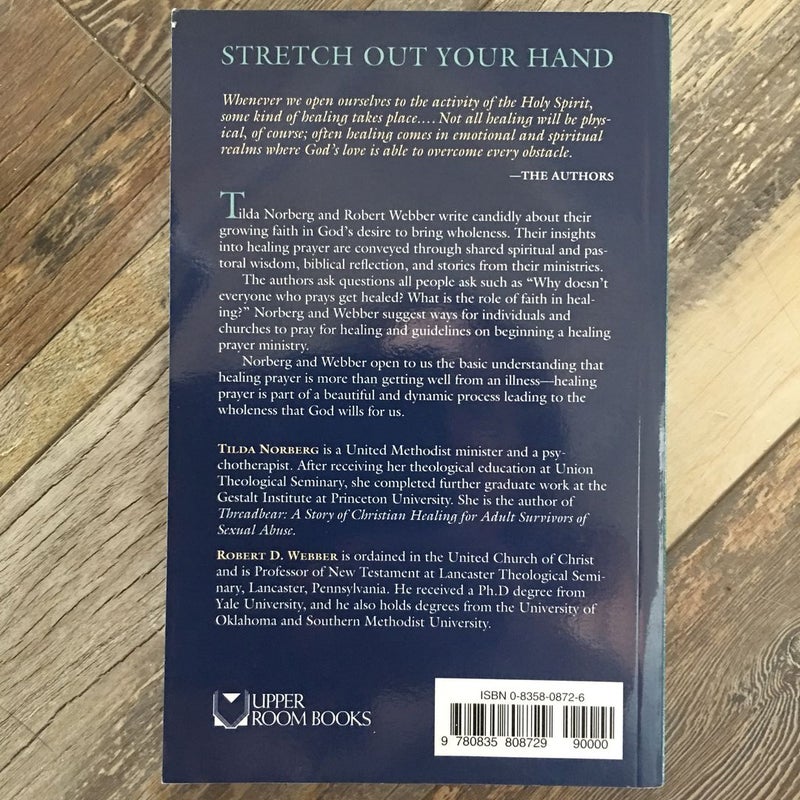 STRETCH OUT YOUR HAND
Whenever we open ourselves to the activity of the Holy Spirit,
some kind of healing takes place.... Not all healing will be phys-
ical, of course; often healing comes in emotional and spiritual
realms where God's love is able to overcome every obstacle.
—THE AUTHORS
Tilda Norberg and Robert Webber write candidly about their
growing faith in God's desire to bring wholeness. Their insights
into healing prayer are conveyed through shared spiritual and pas-
toral wisdom, biblical reflection, and stories from their ministries.
The authors ask questions all people ask such as "Why doesn't
everyone who prays get healed? What is the role of faith in heal-
ing?" Norberg and Webber suggest ways for individuals and
churches to pray for healing and guidelines on beginning a healing
prayer ministry.
Norberg and Webber open to us the basic understanding that
healing prayer is more than getting well from an illness—healing
prayer is part of a beautiful and dynamic process leading to the
wholeness that God wills for us.
TILDA NORBERG is a United Methodist minister and a psy-
chotherapist. After receiving her theological education at Union
Theological Seminary, she completed further graduate work at the
Gestalt Institute at Princeton University. She is the author of
Threadbear: A Story of Christian Healing for Adult Survivors of
Sexual Abuse.
ROBERT D. WEBBER is ordained in the United Church of Christ
and is Professor of New Testament at Lancaster Theological Semi-
nary, Lancaster, Pennsylvania. He received a Ph.D degree from
Yale University, and he also holds degrees from the University of
Oklahoma and Southern Methodist University.
UPPER
ROOM BOOKS
ISBN 0-8358-0872-6
9 780835 808729 90000